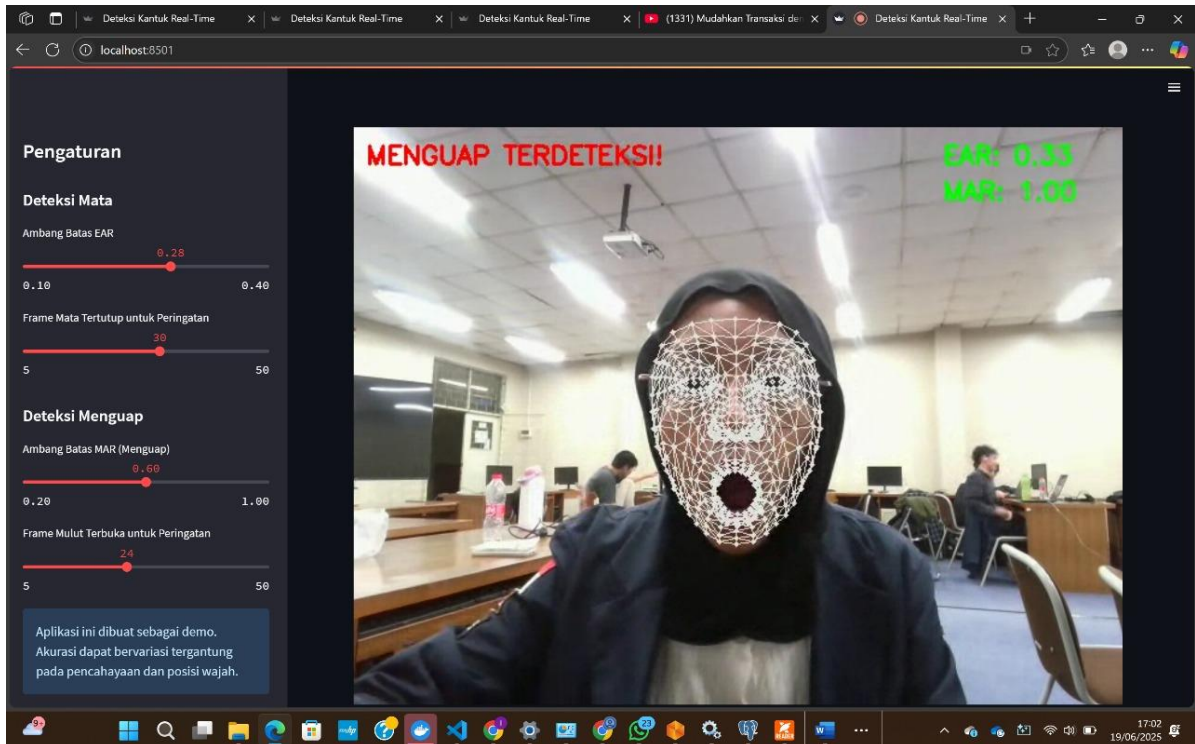 Deteksi Kantuk Real-Time
Deteksi Kantuk Real-Time
Deteksi Kantuk Real-Time
(1331) Mudahkan Transaksi den
Deteksi Kantuk Real-Time
localhost:8501
Pengaturan
Deteksi Mata
Ambang Batas EAR
0.28
0.10 0.40
Frame Mata Tertutup untuk Peringatan
30
5 50
Deteksi Menguap
Ambang Batas MAR (Menguap)
0.60
0.20 1.00
Frame Mulut Terbuka untuk Peringatan
24
5 50
Aplikasi ini dibuat sebagai demo.
Akurasi dapat bervariasi tergantung
pada pencahayaan dan posisi wajah.
MENGUAP TERDETEKSI!!
EAR: 0.33
MAR: 1.00
9+
23
READER
17:02
19/06/2025